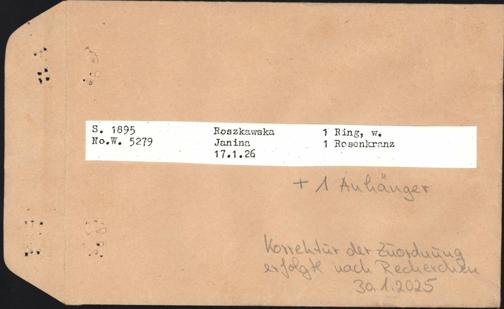 S. 1895 Roszkawska 1 Ring, w.
No.W. 5279 Janina 1 Rosenkranz
17.1.26
+ 1 Anhänger
Korrektur der Zuordnung
erfolgte nach Recherchen
30.1.2025